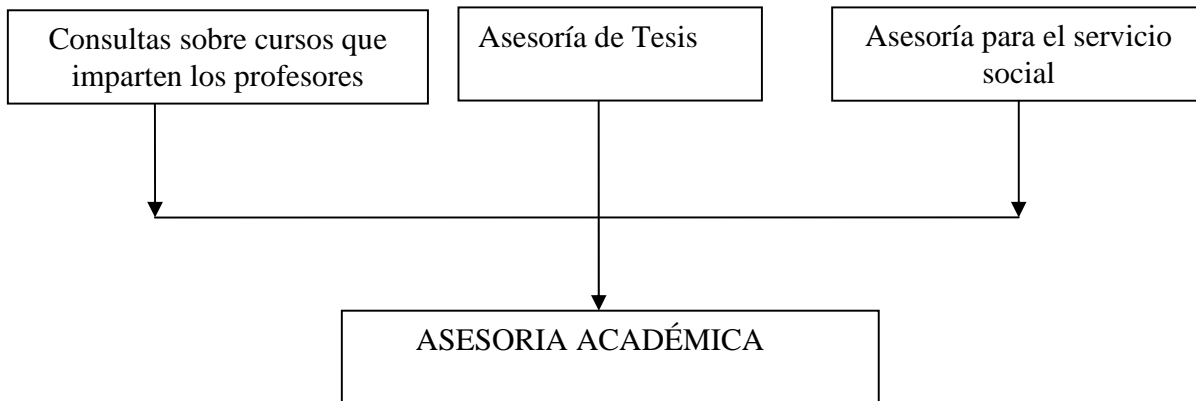 Consultas sobre cursos que
imparten los profesores
Asesoría de Tesis
Asesoría para el servicio
social
ASESORIA ACADÉMICA